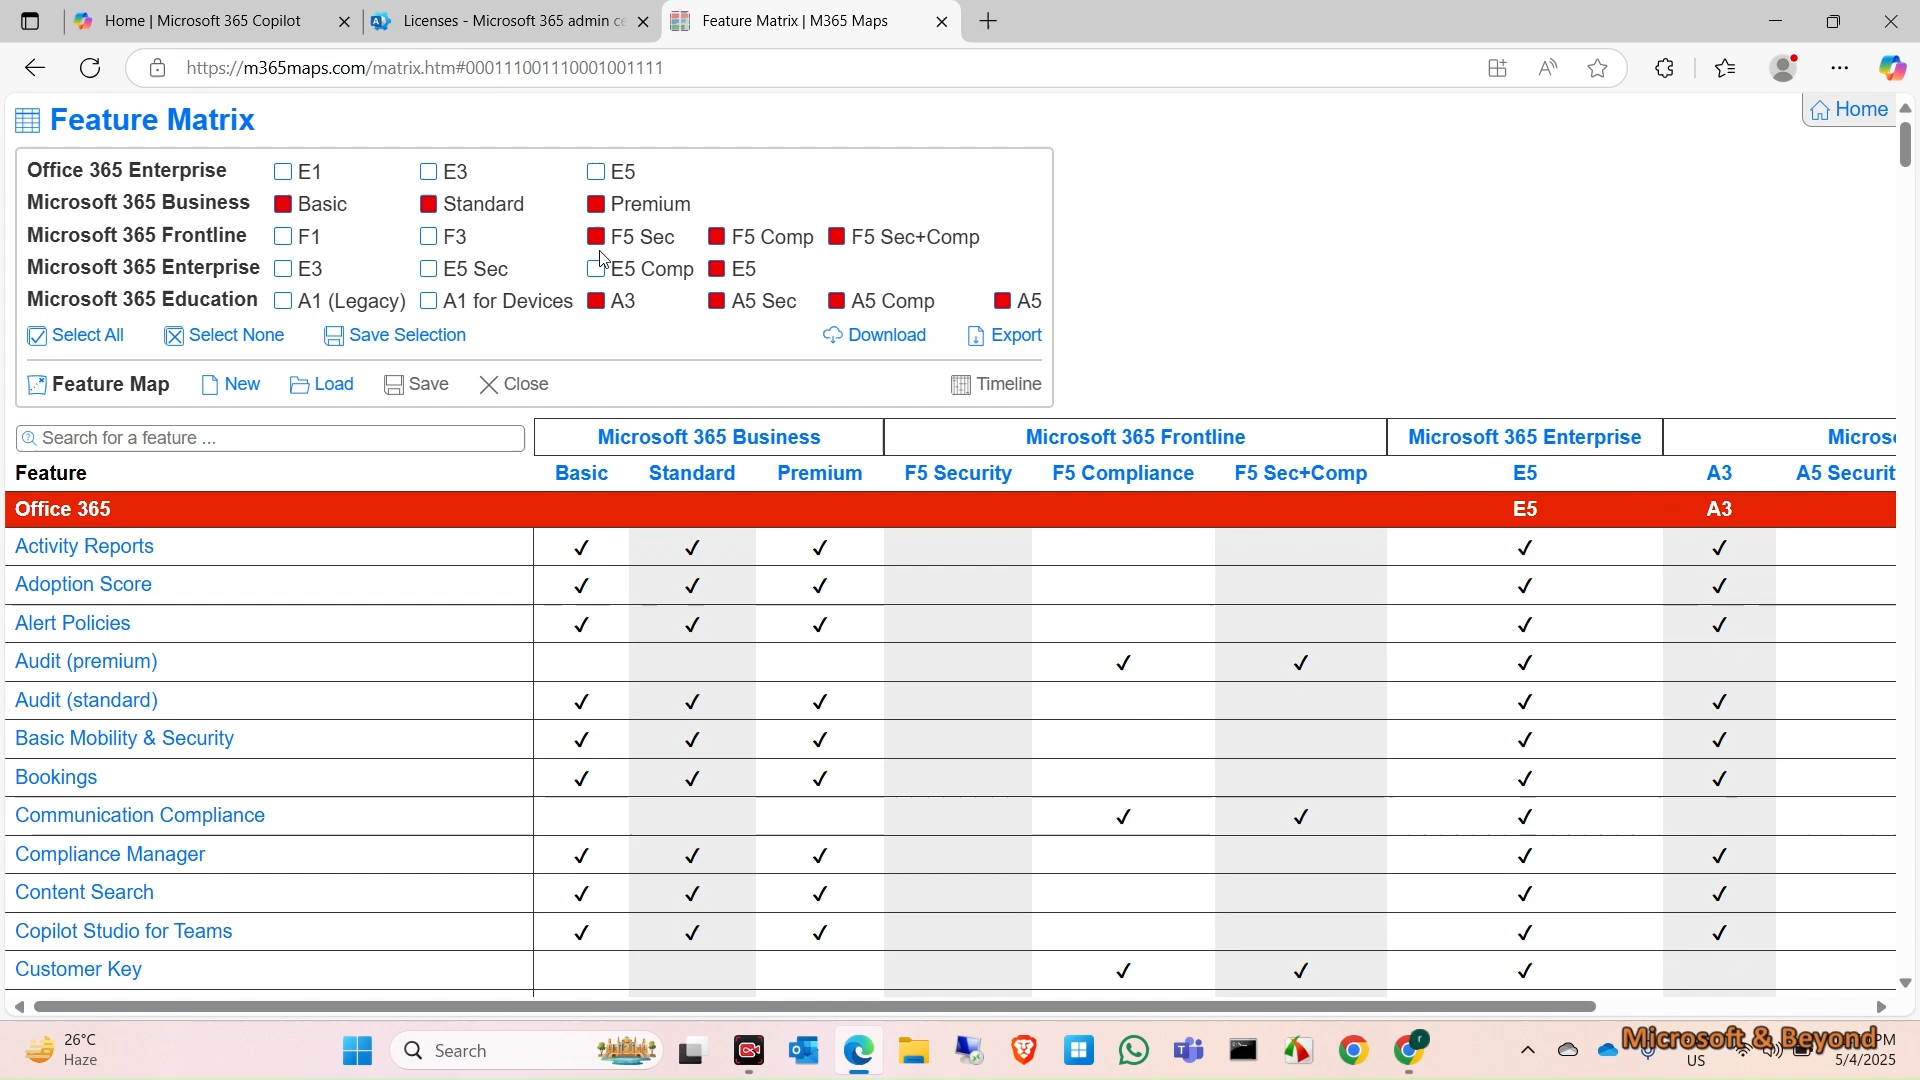 Home | Microsoft 365 Copilot
Licenses - Microsoft 365 admin ce
Feature Matrix | M365 Maps
https://m365maps.com/matrix.htm#000111001110001001111
Feature Matrix
Home
Office 365 Enterprise E1 E3 E5
Microsoft 365 Business Basic Standard Premium
Microsoft 365 Frontline F1 F3 F5 Sec F5 Comp F5 Sec+Comp
Microsoft 365 Enterprise E3 E5 Sec E5 Comp E5
Microsoft 365 Education A1 (Legacy) A1 for Devices A3 A5 Sec A5 Comp A5
Select All Select None Save Selection Download Export
Feature Map New Load Save Close Timeline
Search for a feature ... Microsoft 365 Business Microsoft 365 Frontline Microsoft 365 Enterprise Micros
Feature Basic Standard Premium F5 Security F5 Compliance F5 Sec+Comp E5 A3 A5 Securit
Office 365 E5 A3
Activity Reports ✓ ✓ ✓ ✓ ✓
Adoption Score ✓ ✓ ✓ ✓ ✓
Alert Policies ✓ ✓ ✓ ✓ ✓
Audit (premium) ✓ ✓ ✓
Audit (standard) ✓ ✓ ✓ ✓ ✓
Basic Mobility & Security ✓ ✓ ✓ ✓ ✓
Bookings ✓ ✓ ✓ ✓ ✓
Communication Compliance ✓ ✓ ✓
Compliance Manager ✓ ✓ ✓ ✓ ✓
Content Search ✓ ✓ ✓ ✓ ✓
Copilot Studio for Teams ✓ ✓ ✓ ✓ ✓
Customer Key ✓ ✓ ✓
26°C
Haze
Search
Microsoft & Beyond
PM
US
5/4/2025